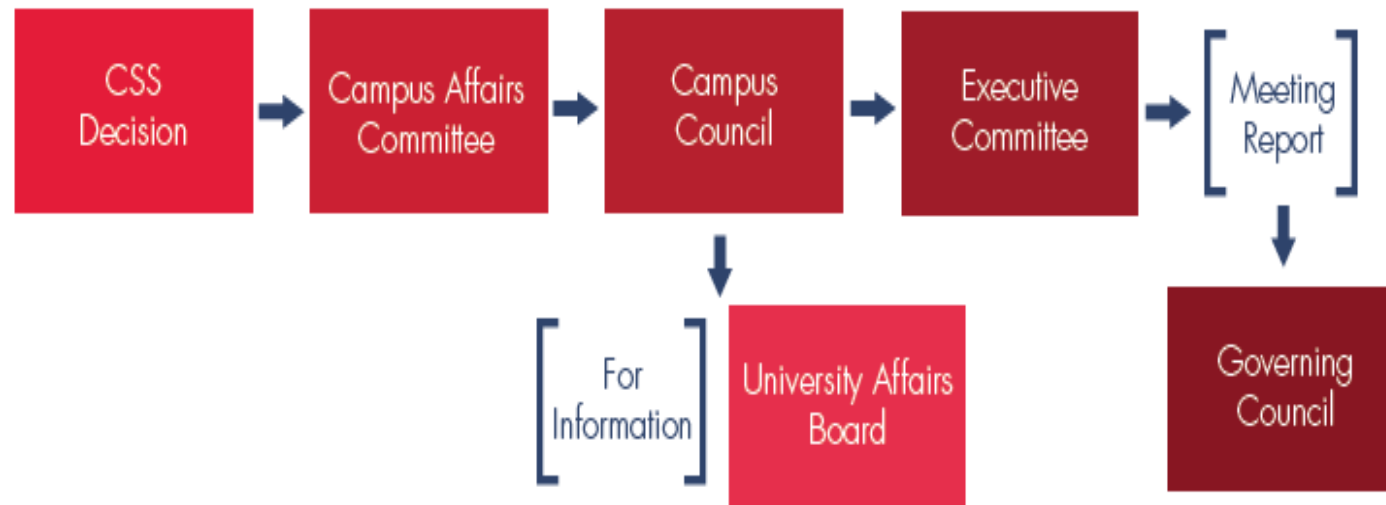 CSS
Decision
Campus Affairs
Committee
Campus
Council
Executive
Committee
Meeting
Report
For
Information
University Affairs
Board
Governing
Council